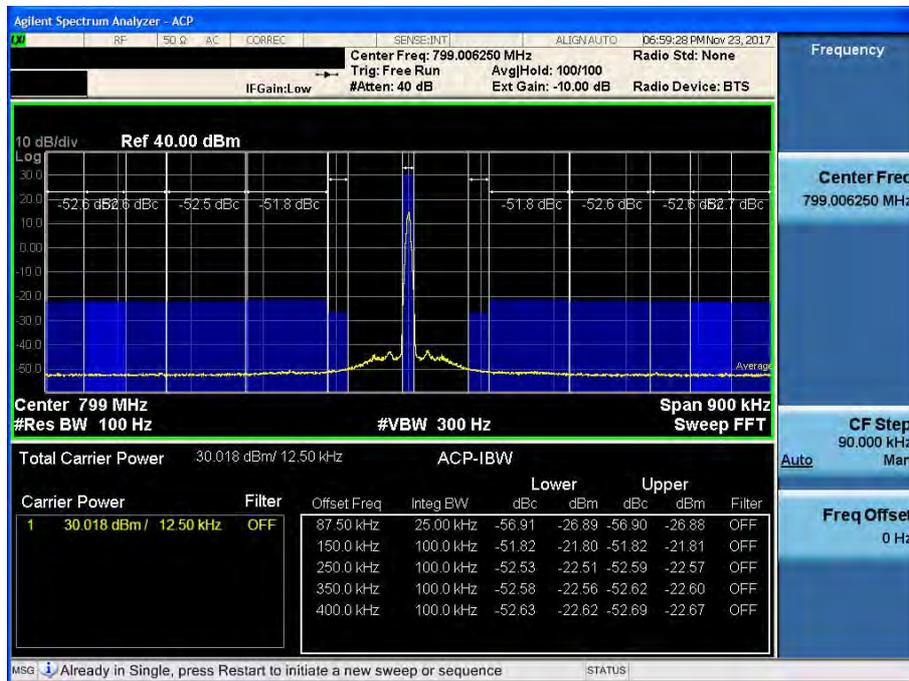 Agilent Spectrum Analyzer - ACP
LXI RF 50 Ω AC CORREC SENSE:INT ALIGN AUTO 06:59:28 PM Nov 23, 2017
Center Freq: 799.006250 MHz Radio Std: None
Trig: Free Run Avg|Hold: 100/100
IFGain:Low #Atten: 40 dB Ext Gain: -10.00 dB Radio Device: BTS
Frequency
10 dB/div Ref 40.00 dBm
Log
30.0
20.0
-52.6 dBc -52.5 dBc -51.8 dBc -51.8 dBc -52.6 dBc
10.0
0.00
-10.0
-20.0
-30.0
-40.0
-50.0
Average
Center 799 MHz Span 900 kHz
#Res BW 100 Hz #VBW 300 Hz Sweep FFT
Center Freq
799.006250 MHz
CF Step
90.000 kHz
Auto Man
Freq Offset
0 Hz
Total Carrier Power 30.018 dBm/ 12.50 kHz ACP-IBW
Lower Upper
Carrier Power Filter
1 30.018 dBm / 12.50 kHz OFF
Offset Freq Integ BW dBc dBm dBc dBm Filter
87.50 kHz 25.00 kHz -56.91 -26.89 -56.90 -26.88 OFF
150.0 kHz 100.0 kHz -51.82 -21.80 -51.82 -21.81 OFF
250.0 kHz 100.0 kHz -52.53 -22.51 -52.59 -22.57 OFF
350.0 kHz 100.0 kHz -52.58 -22.56 -52.62 -22.60 OFF
400.0 kHz 100.0 kHz -52.63 -22.62 -52.69 -22.67 OFF
MSG Already in Single, press Restart to initiate a new sweep or sequence STATUS